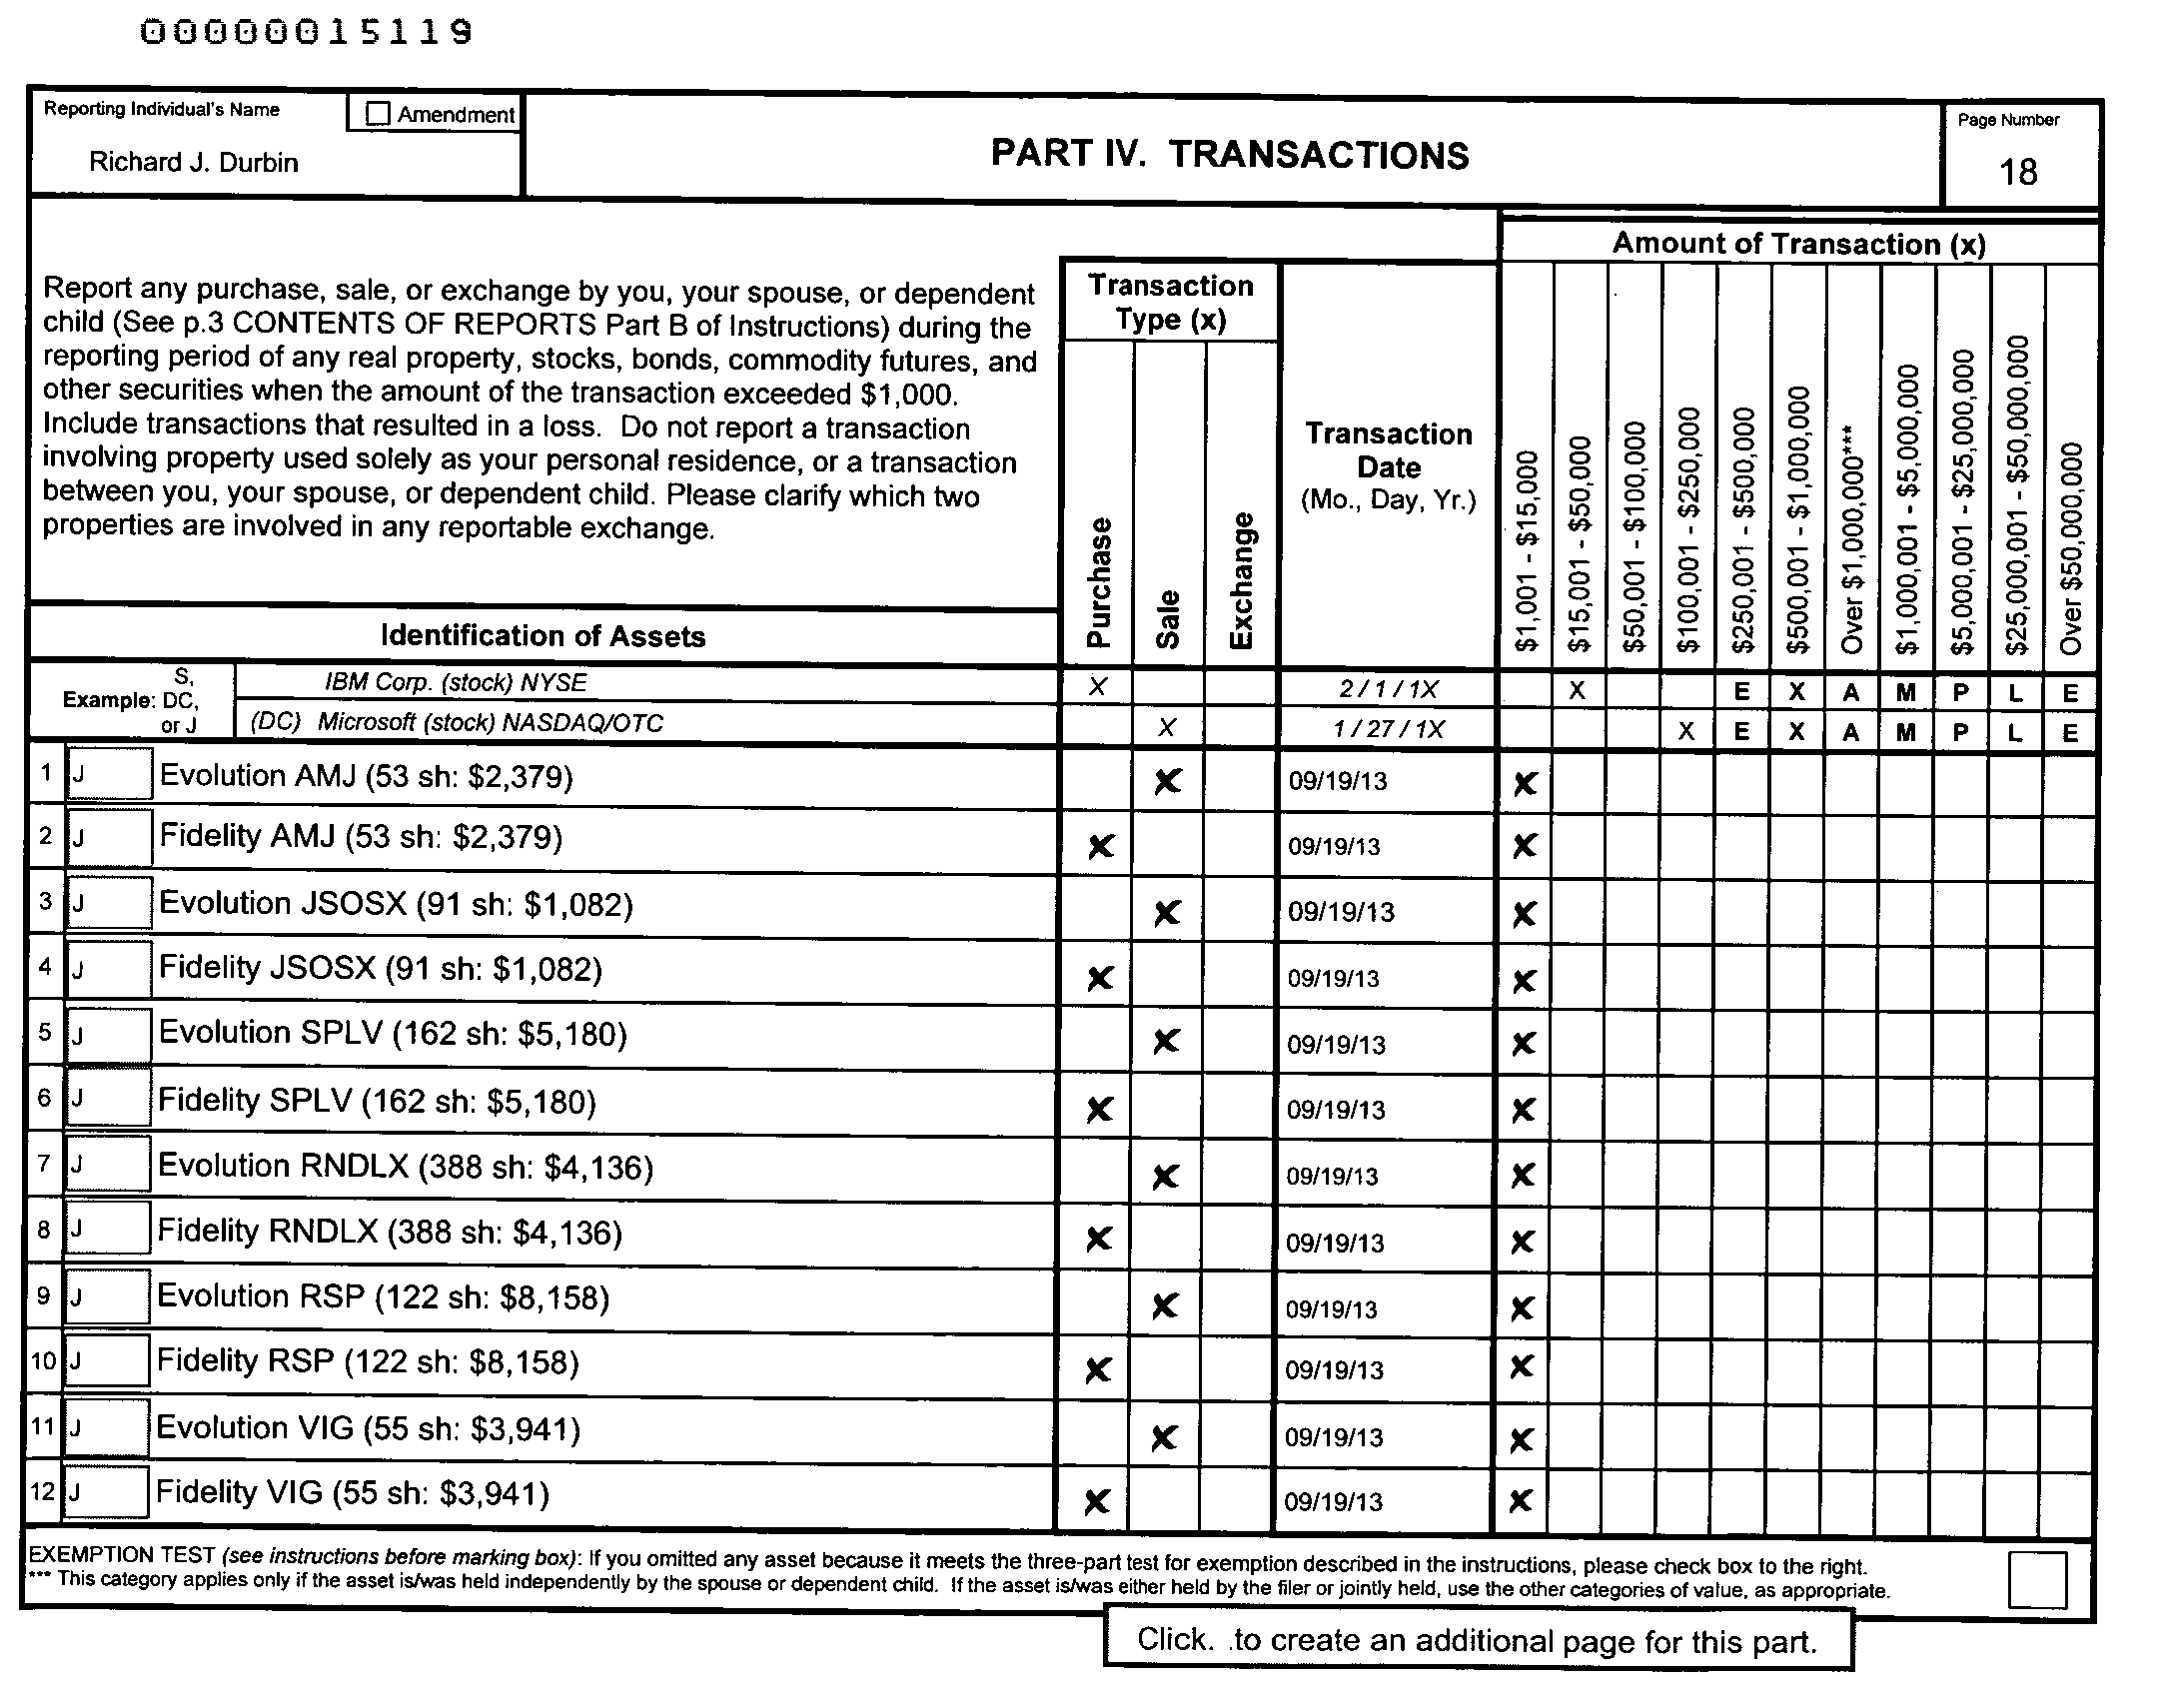 00000015119
Reporting Individual's Name
Amendment
Richard J. Durbin
PART IV. TRANSACTIONS
Page Number
18
Report any purchase, sale, or exchange by you, your spouse, or dependent
child (See p.3 CONTENTS OF REPORTS Part B of Instructions) during the
reporting period of any real property, stocks, bonds, commodity futures, and
other securities when the amount of the transaction exceeded $1,000.
Include transactions that resulted in a loss. Do not report a transaction
involving property used solely as your personal residence, or a transaction
between you, your spouse, or dependent child. Please clarify which two
properties are involved in any reportable exchange.
Identification of Assets
Transaction
Type (x)
Purchase
Sale
Exchange
Transaction
Date
(Mo., Day, Yr.)
Amount of Transaction (x)
$1,001 - $15,000
$15,001 - $50,000
$50,001 - $100,000
$100,001 - $250,000
$250,001 - $500,000
$500,001 - $1,000,000
Over $1,000,000***
$1,000,001 - $5,000,000
$5,000,001 - $25,000,000
$25,000,001 - $50,000,000
Over $50,000,000
Example: S, DC, or J
IBM Corp. (stock) NYSE X 2 / 1 / 1X X E X A M P L E
(DC) Microsoft (stock) NASDAQ/OTC X 1 / 27 / 1X X E X A M P L E
1 J Evolution AMJ (53 sh: $2,379) X 09/19/13 X
2 J Fidelity AMJ (53 sh: $2,379) X 09/19/13 X
3 J Evolution JSOSX (91 sh: $1,082) X 09/19/13 X
4 J Fidelity JSOSX (91 sh: $1,082) X 09/19/13 X
5 J Evolution SPLV (162 sh: $5,180) X 09/19/13 X
6 J Fidelity SPLV (162 sh: $5,180) X 09/19/13 X
7 J Evolution RNDLX (388 sh: $4,136) X 09/19/13 X
8 J Fidelity RNDLX (388 sh: $4,136) X 09/19/13 X
9 J Evolution RSP (122 sh: $8,158) X 09/19/13 X
10 J Fidelity RSP (122 sh: $8,158) X 09/19/13 X
11 J Evolution VIG (55 sh: $3,941) X 09/19/13 X
12 J Fidelity VIG (55 sh: $3,941) X 09/19/13 X
EXEMPTION TEST (see instructions before marking box): If you omitted any asset because it meets the three-part test for exemption described in the instructions, please check box to the right.
*** This category applies only if the asset is/was held independently by the spouse or dependent child. If the asset is/was either held by the filer or jointly held, use the other categories of value, as appropriate.
Click. .to create an additional page for this part.